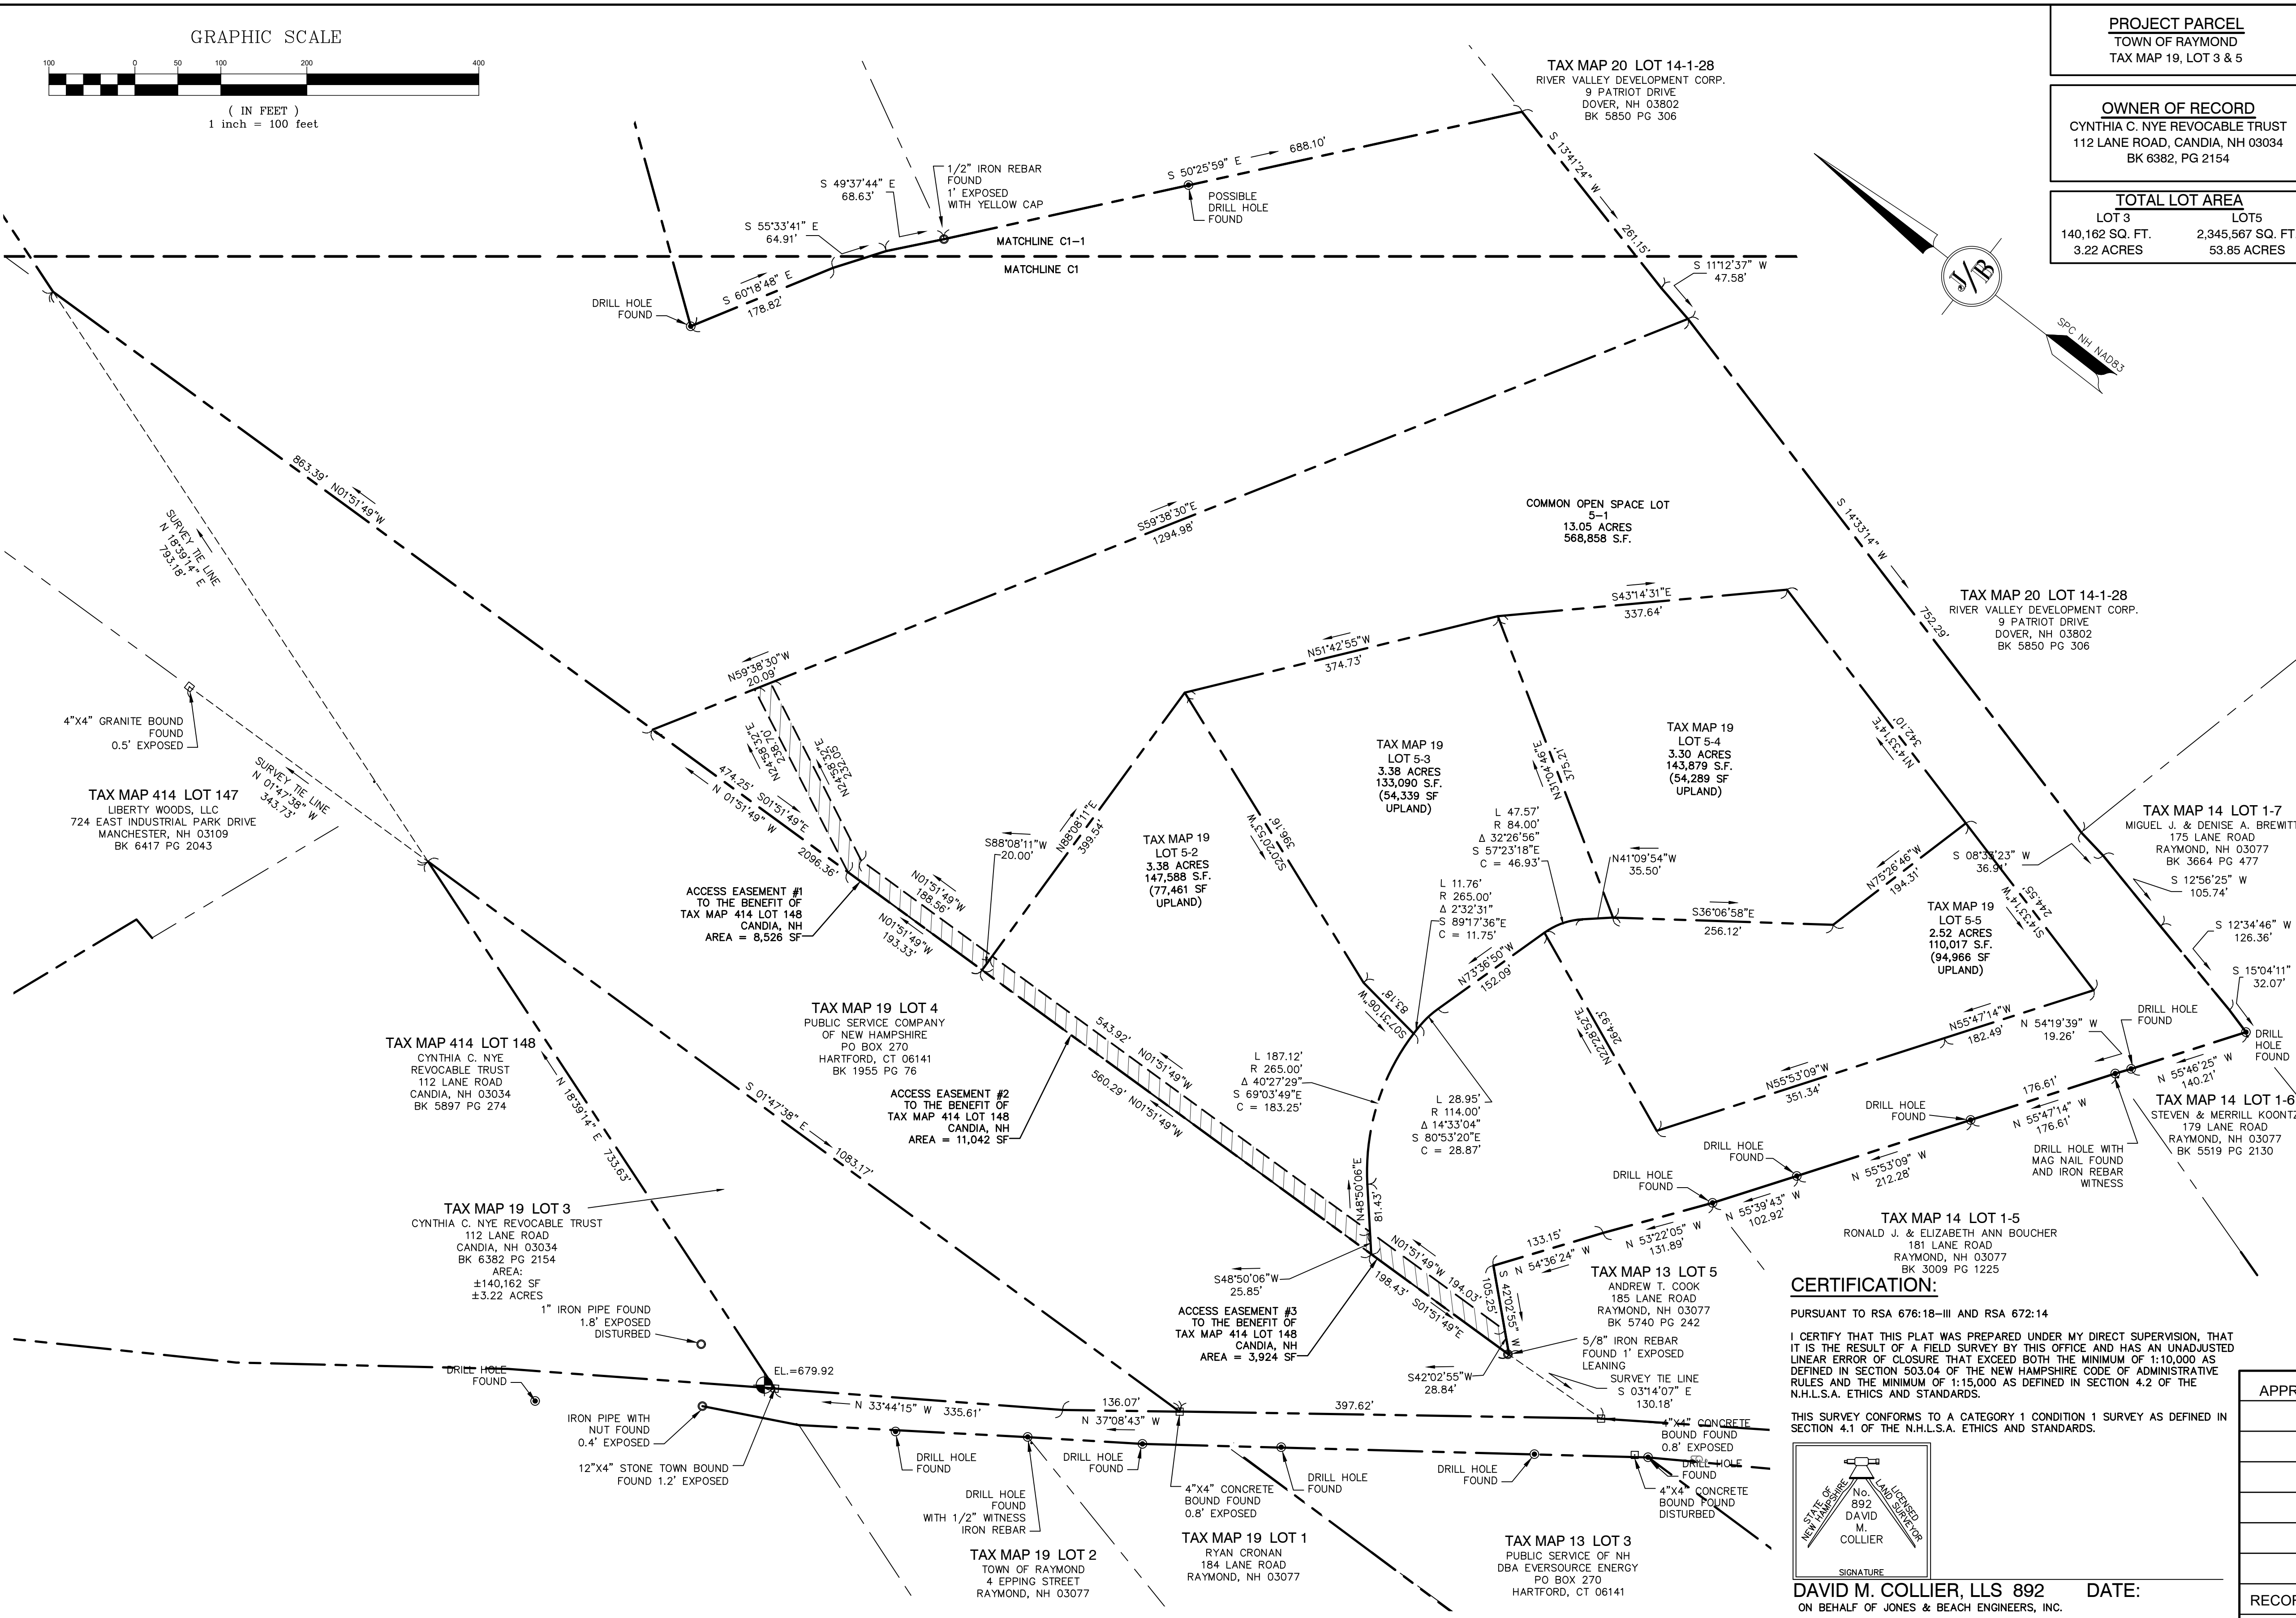 GRAPHIC SCALE
100 0 50 100 200 400
( IN FEET )
1 inch = 100 feet
PROJECT PARCEL
TOWN OF RAYMOND
TAX MAP 19, LOT 3 & 5
OWNER OF RECORD
CYNTHIA C. NYE REVOCABLE TRUST
112 LANE ROAD, CANDIA, NH 03034
BK 6382, PG 2154
TOTAL LOT AREA
LOT 3 LOT5
140,162 SQ. FT. 2,345,567 SQ. FT
3.22 ACRES 53.85 ACRES
J/B
SPC NH NAD83
TAX MAP 20 LOT 14-1-28
RIVER VALLEY DEVELOPMENT CORP.
9 PATRIOT DRIVE
DOVER, NH 03802
BK 5850 PG 306
S 13°41'24" W
261.15'
S 50°25'59" E 688.10'
1/2" IRON REBAR
FOUND
1' EXPOSED
WITH YELLOW CAP
S 49°37'44" E
68.63'
POSSIBLE
DRILL HOLE
FOUND
S 55°33'41" E
64.91'
MATCHLINE C1-1
MATCHLINE C1
S 60°18'48" E
178.82'
DRILL HOLE
FOUND
S 11°12'37" W
47.58'
863.39' N01°51'49"W
SURVEY TIE LINE
N 18°39'14" E
793.18'
S59°38'30"E
1294.98'
COMMON OPEN SPACE LOT
5-1
13.05 ACRES
568,858 S.F.
S 14°33'14" W
752.29'
TAX MAP 20 LOT 14-1-28
RIVER VALLEY DEVELOPMENT CORP.
9 PATRIOT DRIVE
DOVER, NH 03802
BK 5850 PG 306
S43°14'31"E
337.64'
N51°42'55"W
374.73'
N59°38'30"W
20.09'
N24°58'32"E
238.70'
N24°58'32"E
232.05'
4"X4" GRANITE BOUND
FOUND
0.5' EXPOSED
SURVEY TIE LINE
N 01°47'38" W
343.73'
TAX MAP 414 LOT 147
LIBERTY WOODS, LLC
724 EAST INDUSTRIAL PARK DRIVE
MANCHESTER, NH 03109
BK 6417 PG 2043
474.25' S01°51'49"E
N 01°51'49" W
2096.36'
ACCESS EASEMENT #1
TO THE BENEFIT OF
TAX MAP 414 LOT 148
CANDIA, NH
AREA = 8,526 SF
N01°51'49"W
188.56'
N01°51'49"W
193.33'
S88°08'11"W
20.00'
N88°08'11"E
399.54'
TAX MAP 19
LOT 5-2
3.38 ACRES
147,588 S.F.
(77,461 SF
UPLAND)
S20°20'53"W
396.16'
TAX MAP 19
LOT 5-3
3.38 ACRES
133,090 S.F.
(54,339 SF
UPLAND)
N31°04'46"E
375.21'
TAX MAP 19
LOT 5-4
3.30 ACRES
143,879 S.F.
(54,289 SF
UPLAND)
N14°33'14"E
342.10'
L 47.57'
R 84.00'
Δ 32°26'56"
S 57°23'18"E
C = 46.93'
N41°09'54"W
35.50'
L 11.76'
R 265.00'
Δ 2°32'31"
S 89°17'36"E
C = 11.75'
S36°06'58"E
256.12'
N75°26'46"W
194.31'
TAX MAP 19
LOT 5-5
2.52 ACRES
110,017 S.F.
(94,966 SF
UPLAND)
S14°33'14"W
244.55'
S 08°33'23" W
36.91'
TAX MAP 14 LOT 1-7
MIGUEL J. & DENISE A. BREWITT
175 LANE ROAD
RAYMOND, NH 03077
BK 3664 PG 477
S 12°56'25" W
105.74'
S 12°34'46" W
126.36'
S 15°04'11"
32.07'
DRILL
HOLE
FOUND
N73°36'50"W
152.09'
S07°31'06"W
83.18'
N22°28'52"E
264.93'
N55°47'14"W
182.49'
N55°53'09"W
351.34'
N 54°19'39" W
19.26'
DRILL HOLE
FOUND
N 55°46'25" W
140.21'
176.61'
N 55°47'14" W
176.61'
DRILL HOLE
FOUND
TAX MAP 14 LOT 1-6
STEVEN & MERRILL KOONTZ
179 LANE ROAD
RAYMOND, NH 03077
BK 5519 PG 2130
DRILL HOLE WITH
MAG NAIL FOUND
AND IRON REBAR
WITNESS
DRILL HOLE
FOUND
N 55°53'09" W
212.28'
DRILL HOLE
FOUND
N 55°39'43" W
102.92'
TAX MAP 14 LOT 1-5
RONALD J. & ELIZABETH ANN BOUCHER
181 LANE ROAD
RAYMOND, NH 03077
BK 3009 PG 1225
TAX MAP 19 LOT 4
PUBLIC SERVICE COMPANY
OF NEW HAMPSHIRE
PO BOX 270
HARTFORD, CT 06141
BK 1955 PG 76
543.92'
N01°51'49"W
560.29' N01°51'49"W
ACCESS EASEMENT #2
TO THE BENEFIT OF
TAX MAP 414 LOT 148
CANDIA, NH
AREA = 11,042 SF
L 187.12'
R 265.00'
Δ 40°27'29"
S 69°03'49"E
C = 183.25'
L 28.95'
R 114.00'
Δ 14°33'04"
S 80°53'20"E
C = 28.87'
TAX MAP 414 LOT 148
CYNTHIA C. NYE
REVOCABLE TRUST
112 LANE ROAD
CANDIA, NH 03034
BK 5897 PG 274
N 18°39'14" E
733.63'
S 01°47'38" E
1083.17'
TAX MAP 19 LOT 3
CYNTHIA C. NYE REVOCABLE TRUST
112 LANE ROAD
CANDIA, NH 03034
BK 6382 PG 2154
AREA:
±140,162 SF
±3.22 ACRES
N48°50'06"E
81.43'
S48°50'06"W
25.85'
N01°51'49"W 194.03'
198.43' S01°51'49"E
133.15'
N 54°36'24" W
N 53°22'05" W
131.89'
S 42°02'55" W
105.25'
TAX MAP 13 LOT 5
ANDREW T. COOK
185 LANE ROAD
RAYMOND, NH 03077
BK 5740 PG 242
ACCESS EASEMENT #3
TO THE BENEFIT OF
TAX MAP 414 LOT 148
CANDIA, NH
AREA = 3,924 SF
5/8" IRON REBAR
FOUND 1' EXPOSED
LEANING
S42°02'55"W
28.84'
SURVEY TIE LINE
S 03°14'07" E
130.18'
1" IRON PIPE FOUND
1.8' EXPOSED
DISTURBED
EL.=679.92
DRILL HOLE
FOUND
IRON PIPE WITH
NUT FOUND
0.4' EXPOSED
12"X4" STONE TOWN BOUND
FOUND 1.2' EXPOSED
N 33°44'15" W 335.61'
136.07'
N 37°08'43" W
397.62'
DRILL HOLE
FOUND
DRILL HOLE
FOUND
WITH 1/2" WITNESS
IRON REBAR
DRILL HOLE
FOUND
4"X4" CONCRETE
BOUND FOUND
0.8' EXPOSED
DRILL HOLE
FOUND
DRILL HOLE
FOUND
4"X4" CONCRETE
BOUND FOUND
0.8' EXPOSED
DRILL HOLE
FOUND
4"X4" CONCRETE
BOUND FOUND
DISTURBED
TAX MAP 19 LOT 2
TOWN OF RAYMOND
4 EPPING STREET
RAYMOND, NH 03077
TAX MAP 19 LOT 1
RYAN CRONAN
184 LANE ROAD
RAYMOND, NH 03077
TAX MAP 13 LOT 3
PUBLIC SERVICE OF NH
DBA EVERSOURCE ENERGY
PO BOX 270
HARTFORD, CT 06141
CERTIFICATION:
PURSUANT TO RSA 676:18-III AND RSA 672:14
I CERTIFY THAT THIS PLAT WAS PREPARED UNDER MY DIRECT SUPERVISION, THAT
IT IS THE RESULT OF A FIELD SURVEY BY THIS OFFICE AND HAS AN UNADJUSTED
LINEAR ERROR OF CLOSURE THAT EXCEED BOTH THE MINIMUM OF 1:10,000 AS
DEFINED IN SECTION 503.04 OF THE NEW HAMPSHIRE CODE OF ADMINISTRATIVE
RULES AND THE MINIMUM OF 1:15,000 AS DEFINED IN SECTION 4.2 OF THE
N.H.L.S.A. ETHICS AND STANDARDS.
THIS SURVEY CONFORMS TO A CATEGORY 1 CONDITION 1 SURVEY AS DEFINED IN
SECTION 4.1 OF THE N.H.L.S.A. ETHICS AND STANDARDS.
STATE OF
NEW HAMPSHIRE
LICENSED
LAND SURVEYOR
No.
892
DAVID
M.
COLLIER
SIGNATURE
DAVID M. COLLIER, LLS 892 DATE:
ON BEHALF OF JONES & BEACH ENGINEERS, INC.
APPR
RECOR